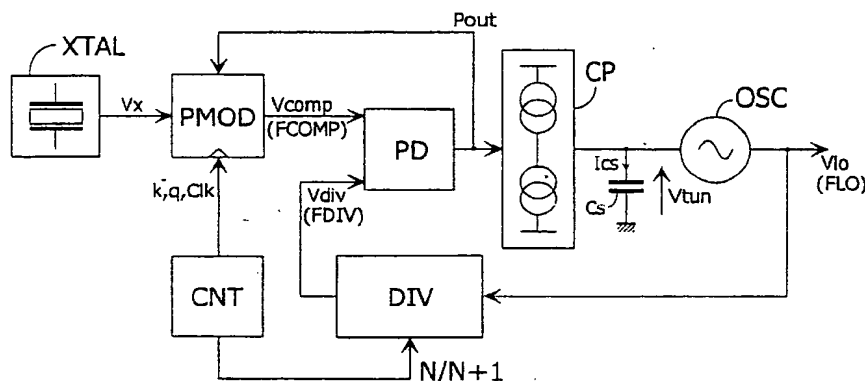 XTAL
Pout
CP
OSC
Vx
PMOD
Vcomp
(FCOMP)
PD
Ics
Cs
Vtun
Vlo
(FLO)
k,q,Clk
Vdiv
(FDIV)
CNT
DIV
N/N+1